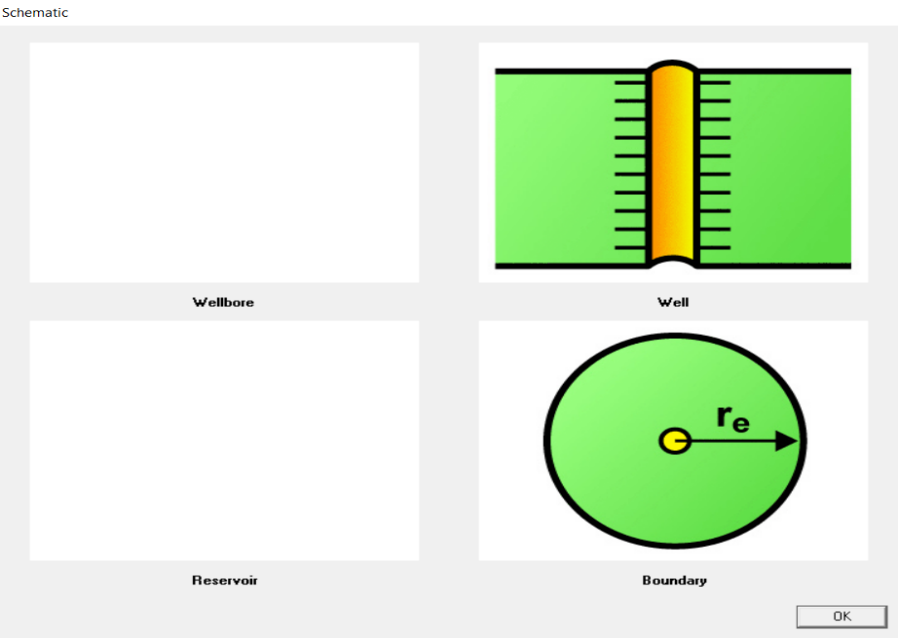 Schematic
Wellbore
Well
re
Reservoir
Boundary
OK